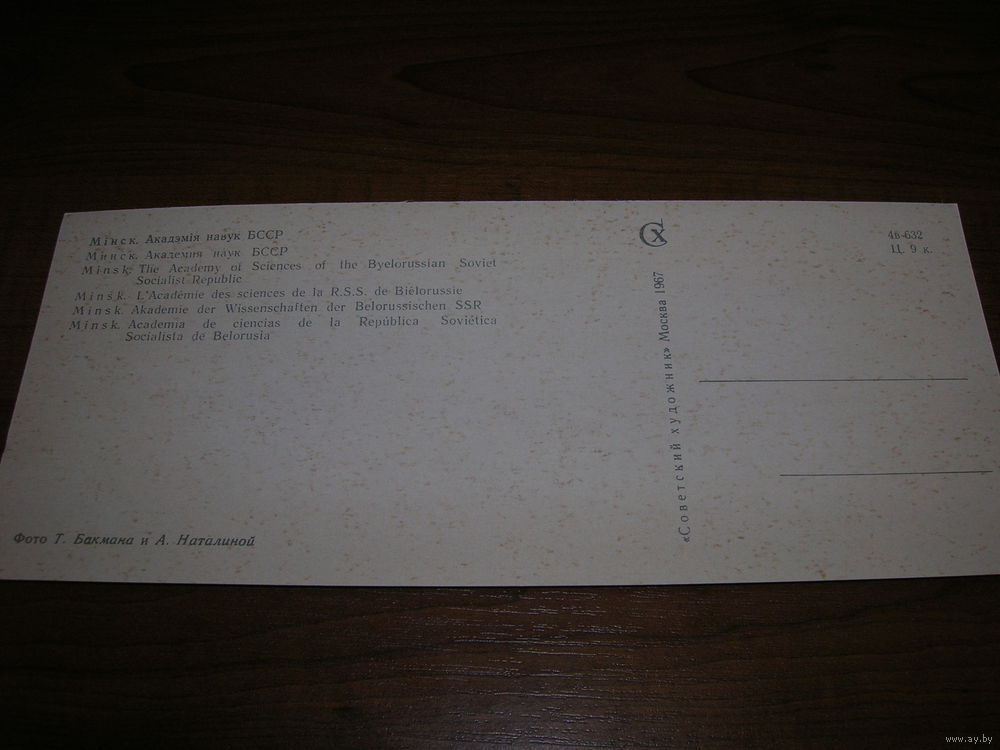 Мінск. Акадэмія навук БССР
Минск. Академия наук БССР
Minsk. The Academy of Sciences of the Byelorussian Soviet
Socialist Republic
Minsk. L'Académie des sciences de la R.S.S. de Biélorussie
Minsk. Akademie der Wissenschaften der Belorussischen SSR
Minsk. Academia de ciencias de la República Soviética
Socialista de Belorusia
Фото Т. Бакмана и А. Наталиной
«Советский художник» Москва 1967
СХ
4в-632
Ц. 9 к.
www.ay.by